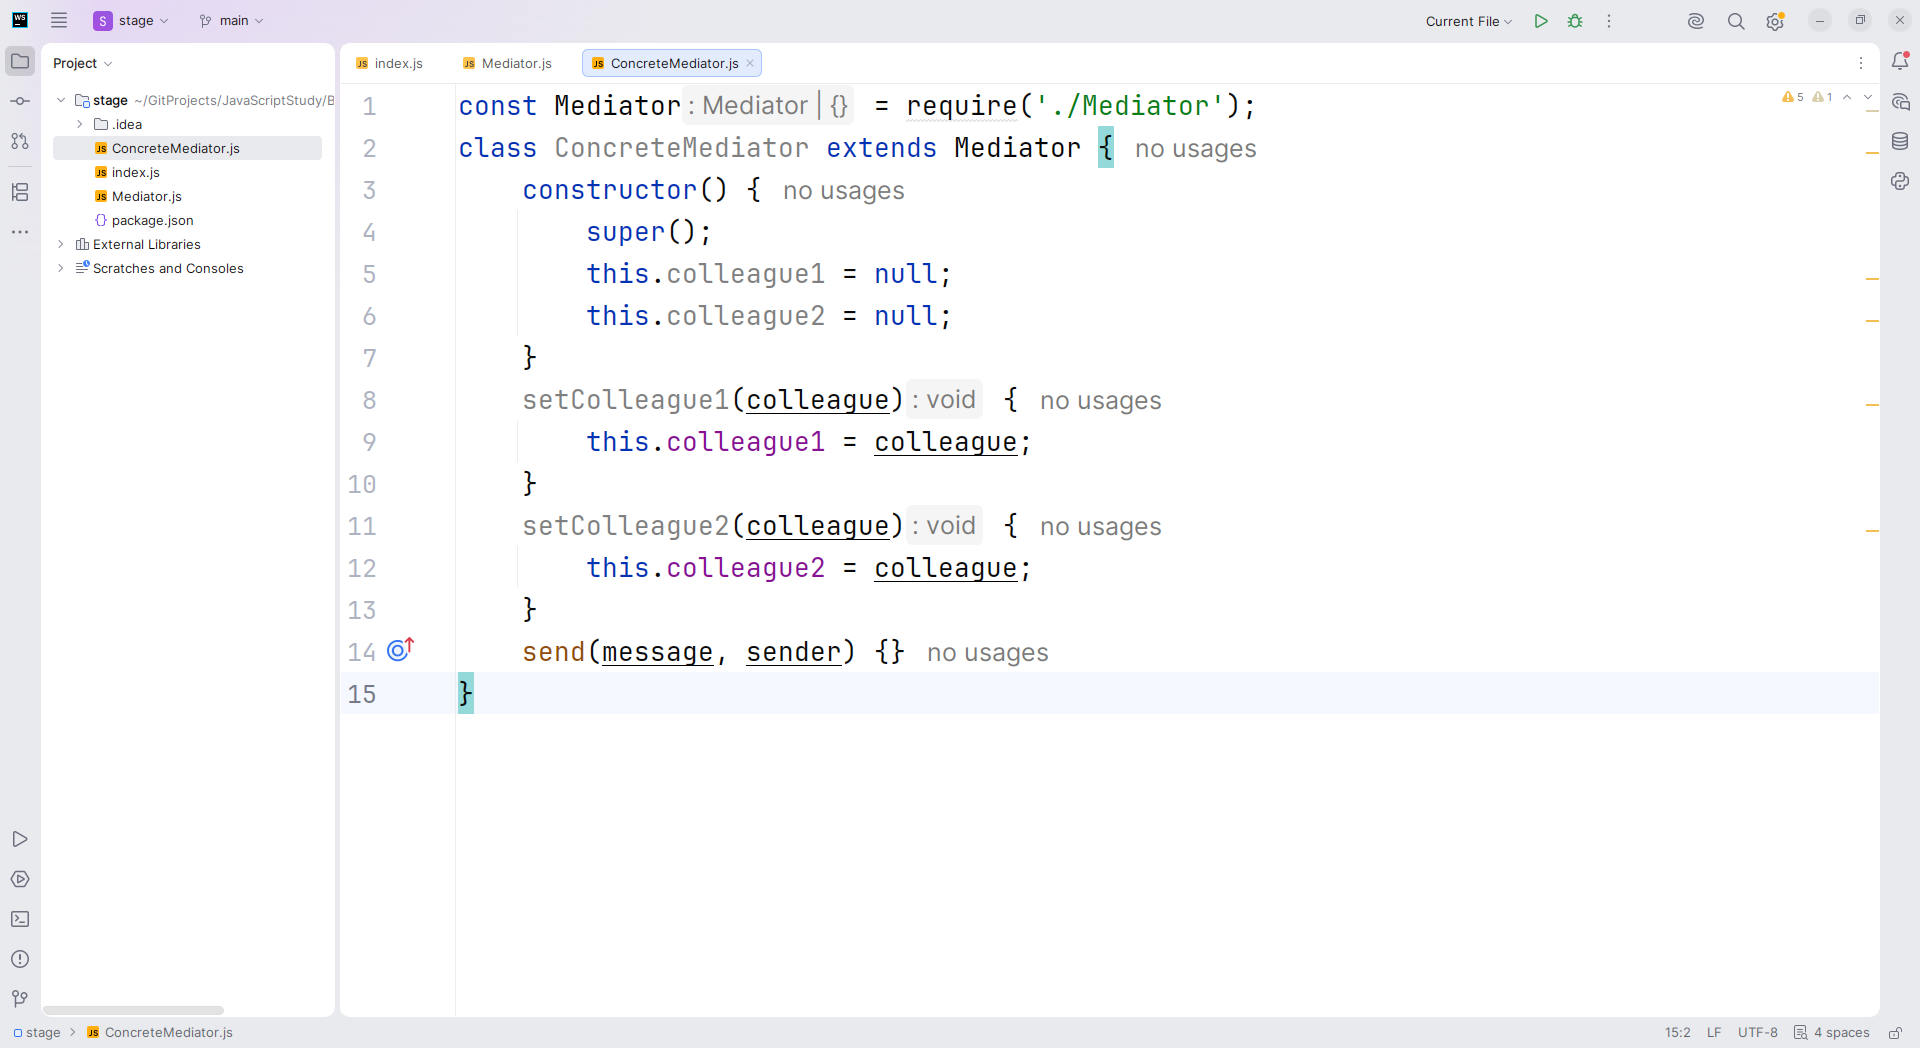 WS
S stage main Current File
Project
index.js Mediator.js ConcreteMediator.js
stage ~/GitProjects/JavaScriptStudy/B
.idea
JS ConcreteMediator.js
JS index.js
JS Mediator.js
{} package.json
External Libraries
Scratches and Consoles
5 1
1 const Mediator : Mediator | {} = require('./Mediator');
2 class ConcreteMediator extends Mediator { no usages
3 constructor() { no usages
4 super();
5 this.colleague1 = null;
6 this.colleague2 = null;
7 }
8 setColleague1(colleague) : void { no usages
9 this.colleague1 = colleague;
10 }
11 setColleague2(colleague) : void { no usages
12 this.colleague2 = colleague;
13 }
14 send(message, sender) {} no usages
15 }
stage JS ConcreteMediator.js 15:2 LF UTF-8 4 spaces